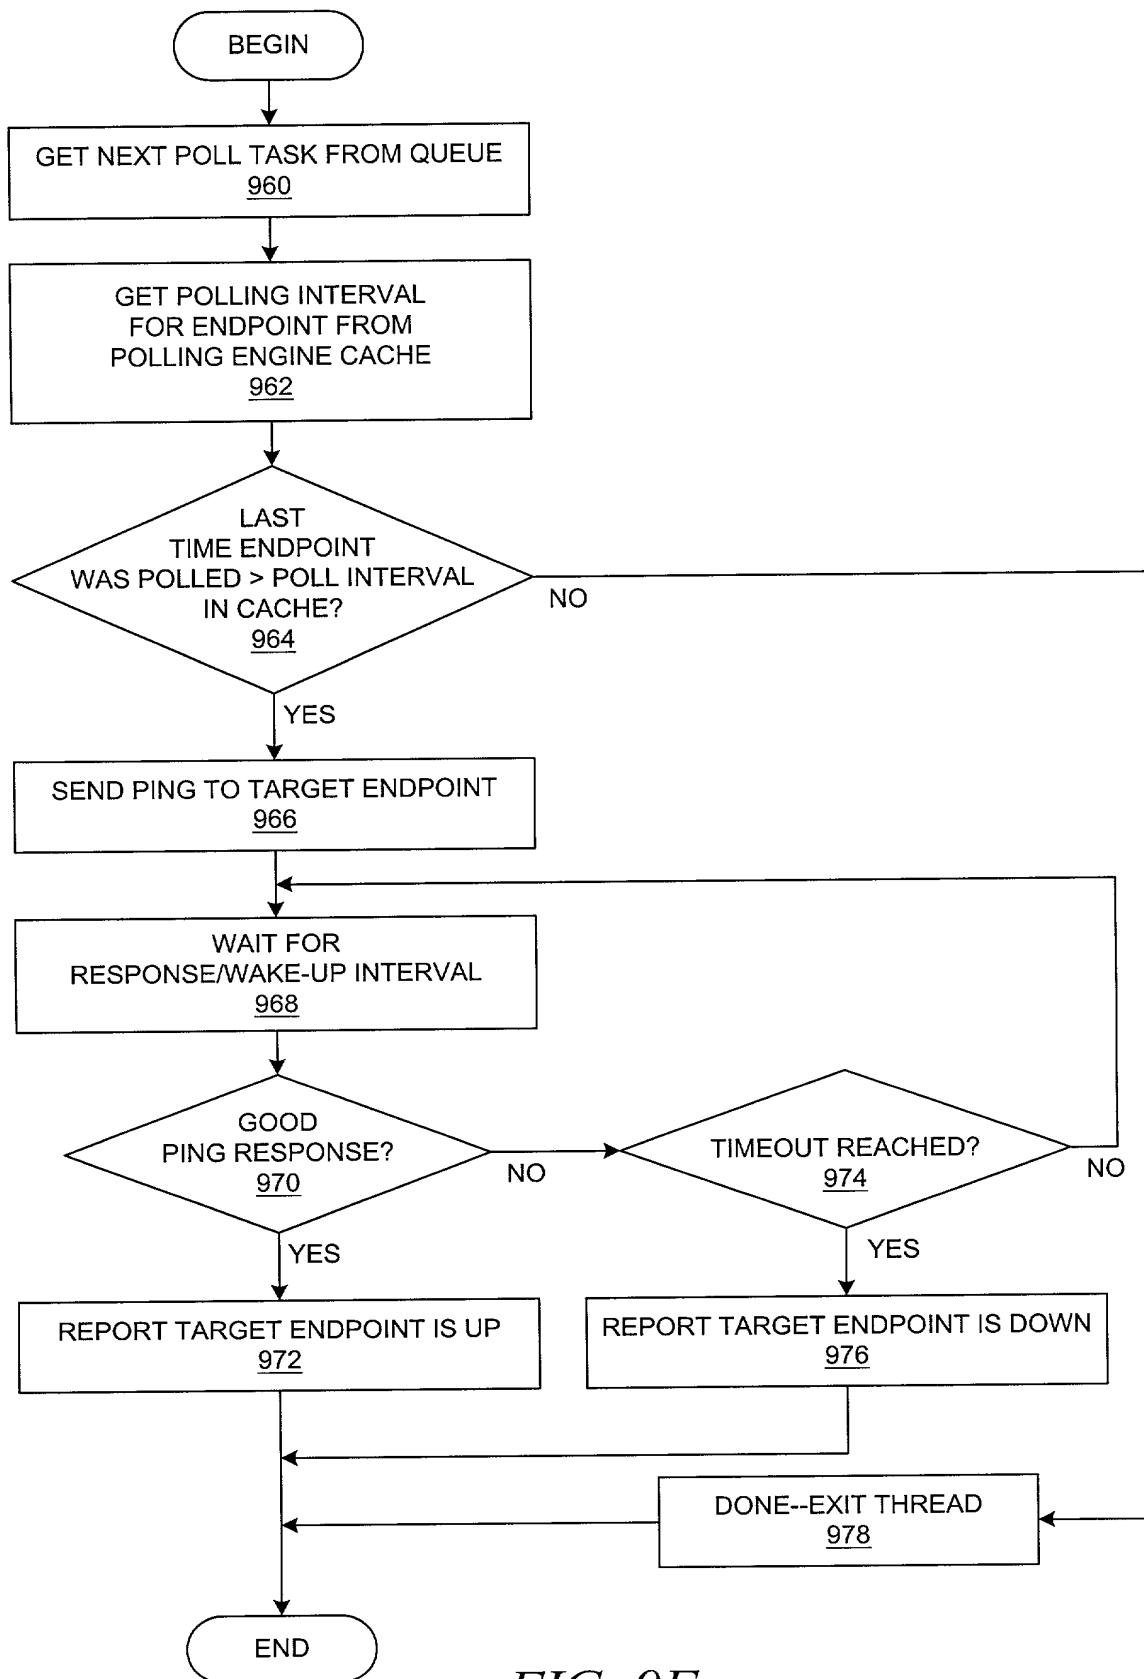 BEGIN
GET NEXT POLL TASK FROM QUEUE
960
GET POLLING INTERVAL
FOR ENDPOINT FROM
POLLING ENGINE CACHE
962
LAST
TIME ENDPOINT
WAS POLLED > POLL INTERVAL
IN CACHE?
964
NO
YES
SEND PING TO TARGET ENDPOINT
966
WAIT FOR
RESPONSE/WAKE-UP INTERVAL
968
GOOD
PING RESPONSE?
970
NO
TIMEOUT REACHED?
974
NO
YES
YES
REPORT TARGET ENDPOINT IS UP
972
REPORT TARGET ENDPOINT IS DOWN
976
DONE--EXIT THREAD
978
END